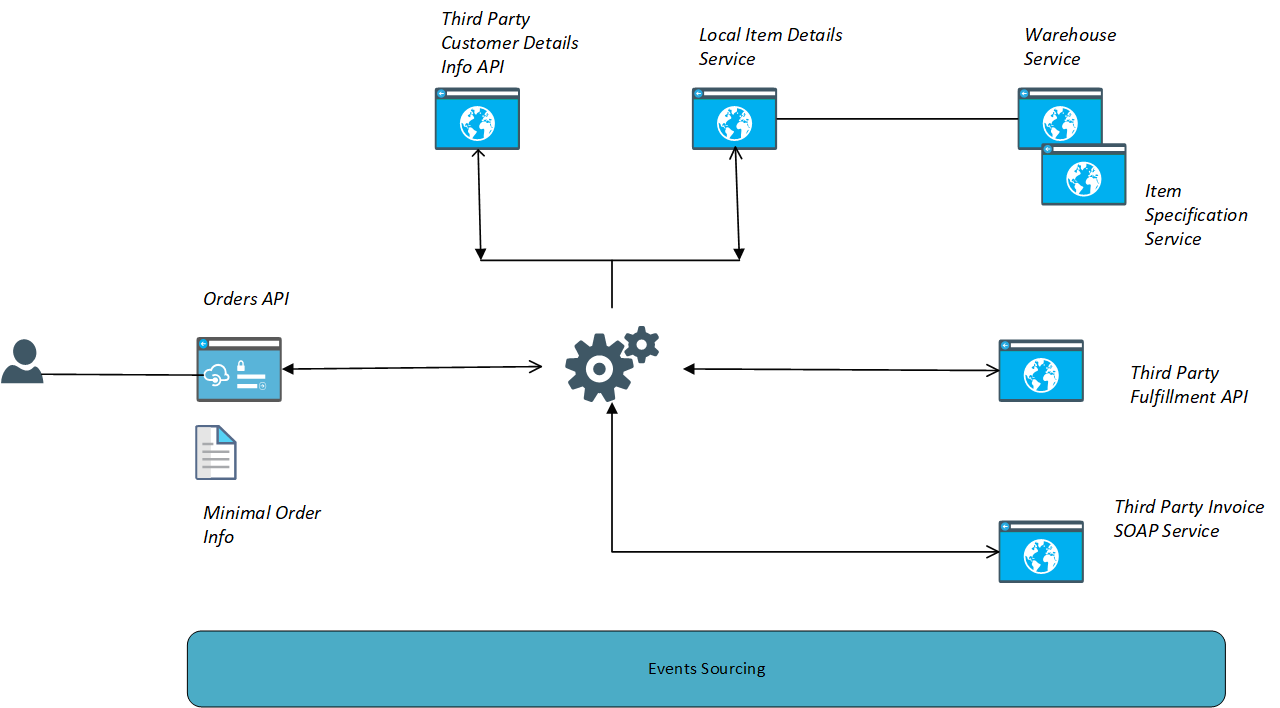 Third Party
Customer Details
Info API
Local Item Details
Service
Warehouse
Service
Item
Specification
Service
Orders API
Third Party
Fulfillment API
Minimal Order
Info
Third Party Invoice
SOAP Service
Events Sourcing